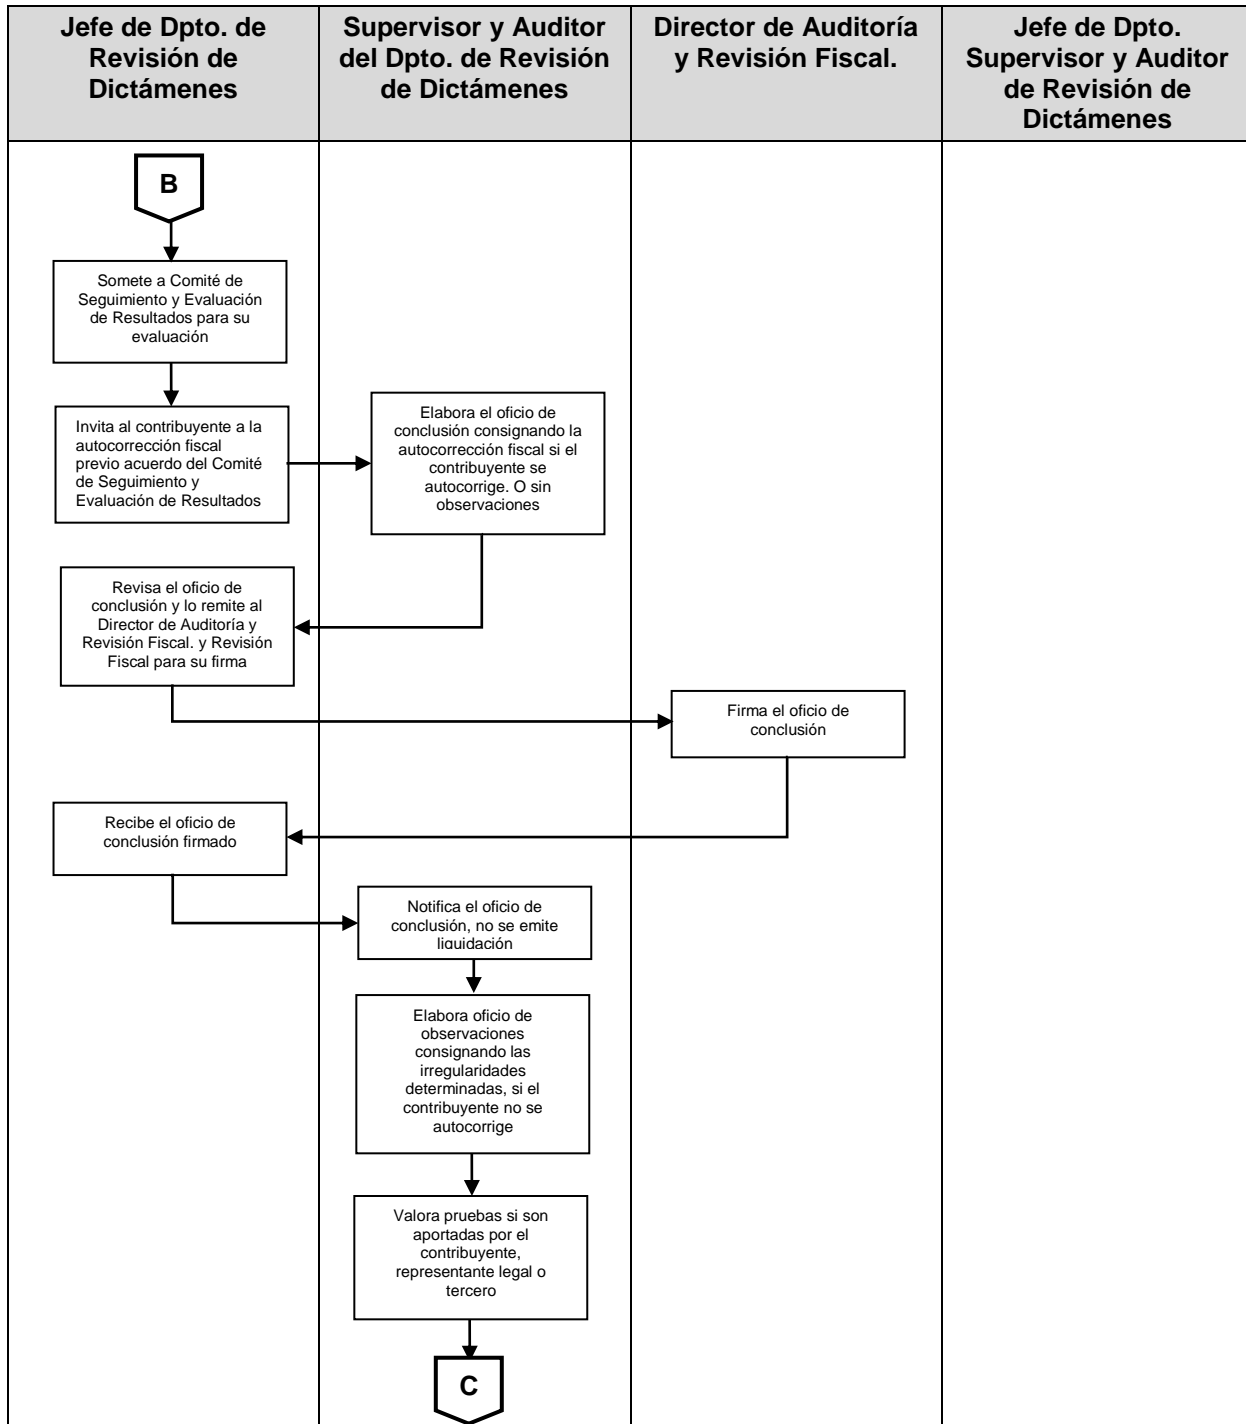 Jefe de Dpto. de
Revisión de
Dictámenes
Supervisor y Auditor
del Dpto. de Revisión
de Dictámenes
Director de Auditoría
y Revisión Fiscal.
Jefe de Dpto.
Supervisor y Auditor
de Revisión de
Dictámenes
B
Somete a Comité de
Seguimiento y Evaluación
de Resultados para su
evaluación
Invita al contribuyente a la
autocorrección fiscal
previo acuerdo del Comité
de Seguimiento y
Evaluación de Resultados
Elabora el oficio de
conclusión consignando la
autocorrección fiscal si el
contribuyente se
autocorrige. O sin
observaciones
Revisa el oficio de
conclusión y lo remite al
Director de Auditoría y
Revisión Fiscal. y Revisión
Fiscal para su firma
Firma el oficio de
conclusión
Recibe el oficio de
conclusión firmado
Notifica el oficio de
conclusión, no se emite
liquidación
Elabora oficio de
observaciones
consignando las
irregularidades
determinadas, si el
contribuyente no se
autocorrige
Valora pruebas si son
aportadas por el
contribuyente,
representante legal o
tercero
C